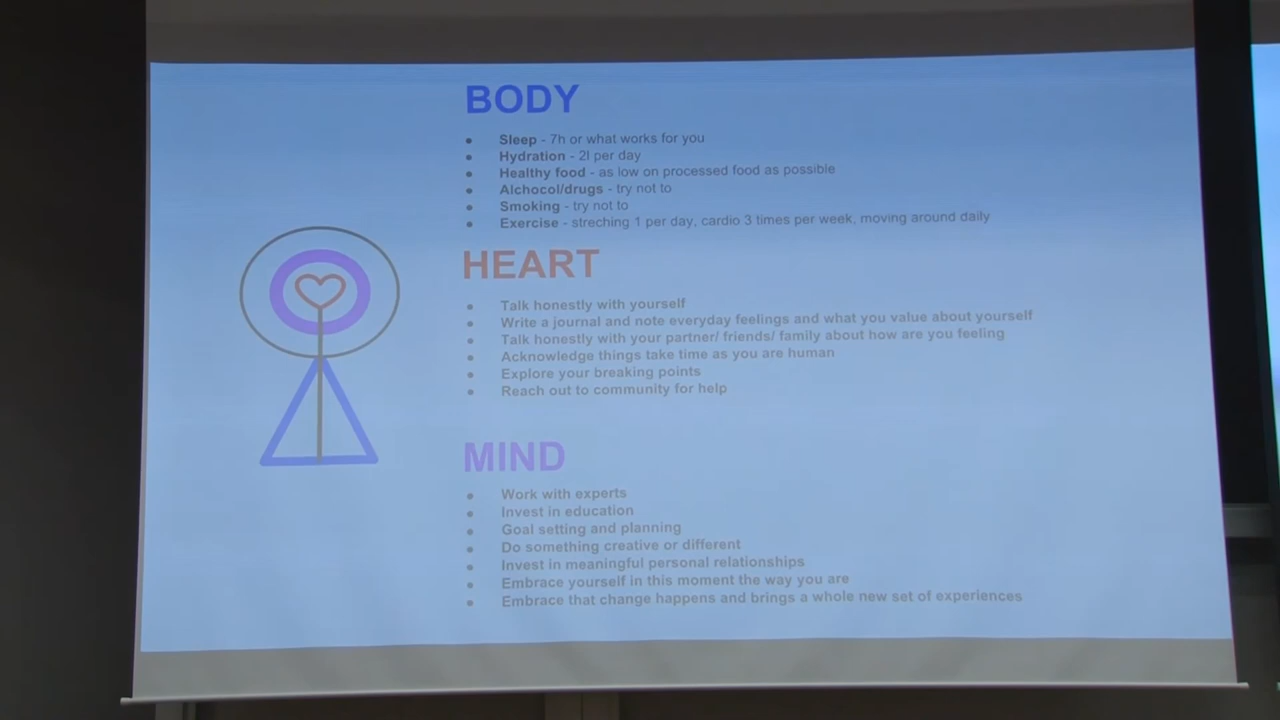 BODY
● Sleep - 7h or what works for you
● Hydration - 2l per day
● Healthy food - as low on processed food as possible
● Alchocol/drugs - try not to
● Smoking - try not to
● Exercise - streching 1 per day, cardio 3 times per week, moving around daily
HEART
● Talk honestly with yourself
● Write a journal and note everyday feelings and what you value about yourself
● Talk honestly with your partner/ friends/ family about how are you feeling
● Acknowledge things take time as you are human
● Explore your breaking points
● Reach out to community for help
MIND
● Work with experts
● Invest in education
● Goal setting and planning
● Do something creative or different
● Invest in meaningful personal relationships
● Embrace yourself in this moment the way you are
● Embrace that change happens and brings a whole new set of experiences